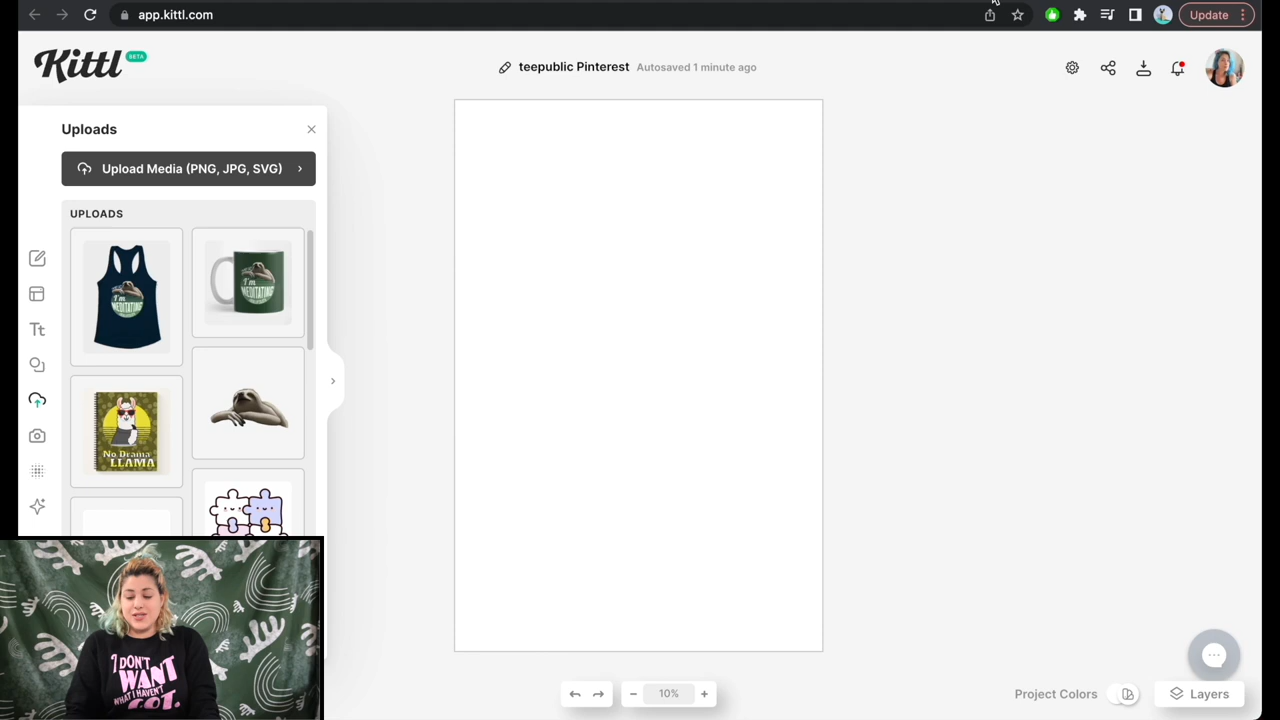 app.kittl.com
Update
Kittl BETA
teepublic Pinterest Autosaved 1 minute ago
Uploads
Upload Media (PNG, JPG, SVG)
UPLOADS
I'm
MEDITATING
I'm
MEDITATING
No Drama
LLAMA
Tt
I DON'T
WANT
WHAT I HAVEN'T
GOT.
10%
Project Colors
Layers